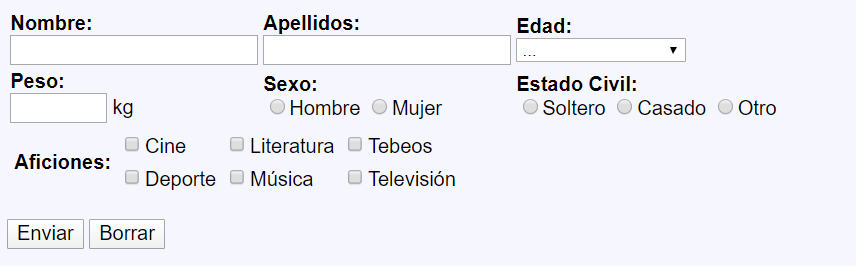 Nombre: Apellidos: Edad:
...
Peso: Sexo: Estado Civil:
kg Hombre Mujer Soltero Casado Otro
Aficiones: Cine Literatura Tebeos
Deporte Música Televisión
Enviar Borrar